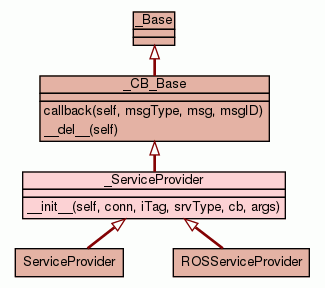 _Base
_CB_Base
callback(self, msgType, msg, msgID)
__del__(self)
_ServiceProvider
__init__(self, conn, iTag, srvType, cb, args)
ServiceProvider
ROSServiceProvider